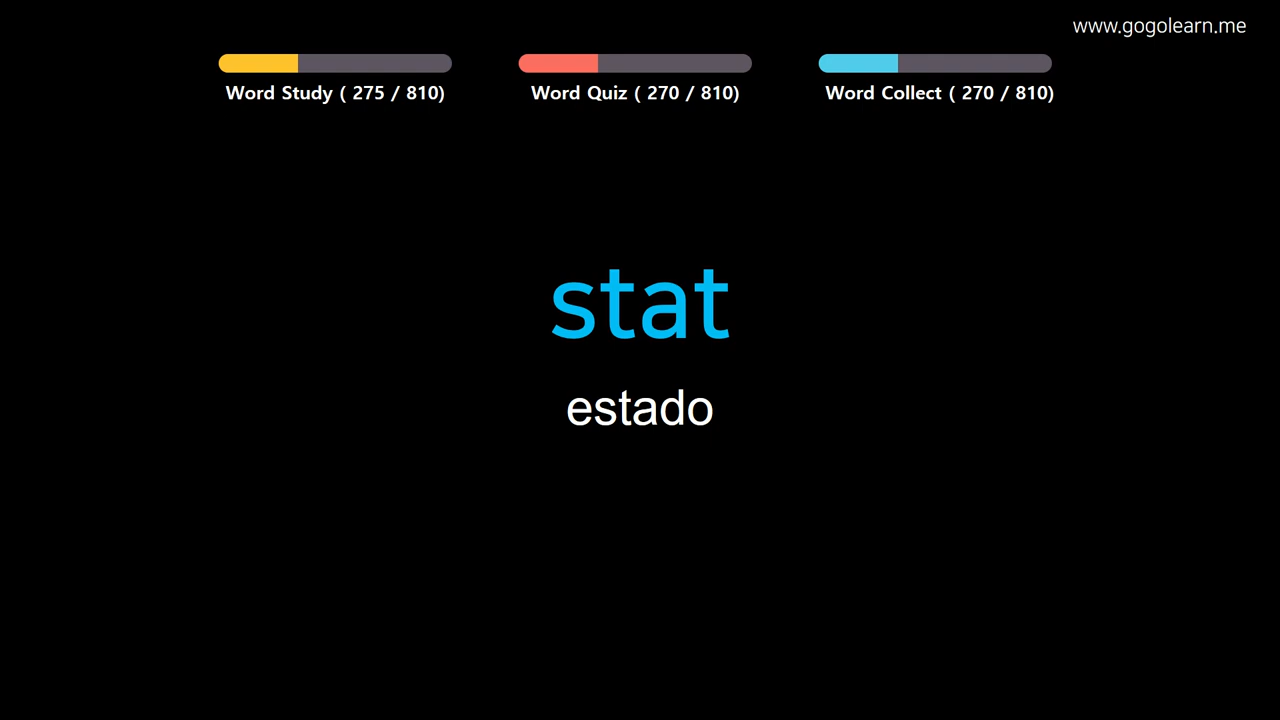 www.gogolearn.me
Word Study ( 275 / 810)
Word Quiz ( 270 / 810)
Word Collect ( 270 / 810)
stat
estado